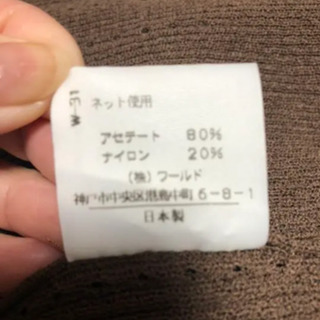 ネット使用
アセテート 80%
ナイロン 20%
(株)ワールド
神戸市中央区港島中町 6-8-1
日本製